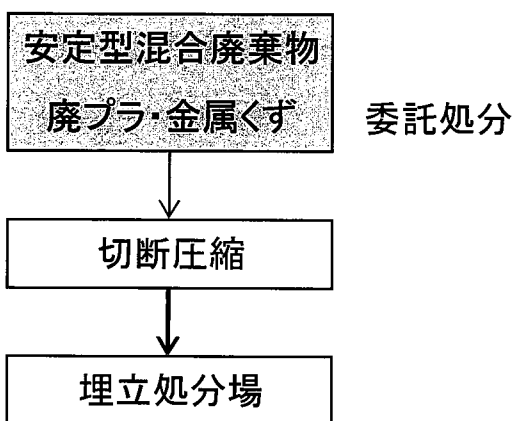 安定型混合廃棄物
廃プラ・金属くず
委託処分
切断圧縮
埋立処分場